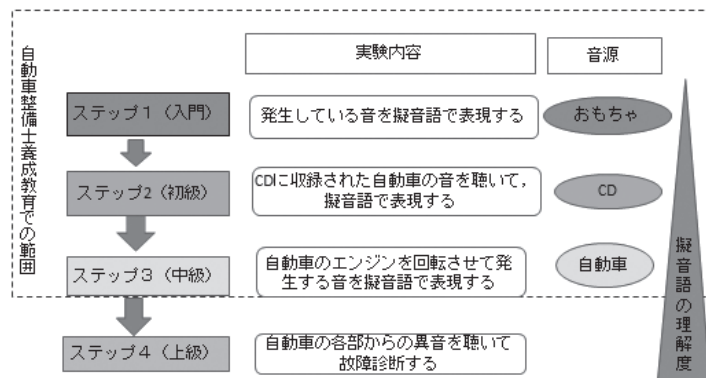 自動車整備士養成教育での範囲
実験内容
音源
ステップ1（入門）
発生している音を擬音語で表現する
おもちゃ
ステップ2（初級）
CDに収録された自動車の音を聴いて，
擬音語で表現する
CD
ステップ3（中級）
自動車のエンジンを回転させて発
生する音を擬音語で表現する
自動車
ステップ4（上級）
自動車の各部からの異音を聴いて
故障診断する
擬音語の理解度